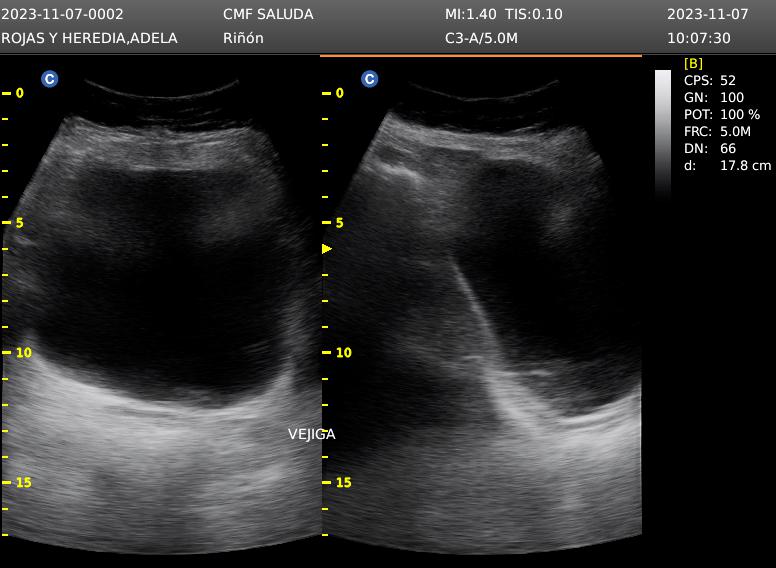 2023-11-07-0002 CMF SALUDA MI:1.40 TIS:0.10 2023-11-07
ROJAS Y HEREDIA,ADELA Riñón C3-A/5.0M 10:07:30
[B]
CPS: 52
GN: 100
POT: 100 %
FRC: 5.0M
DN: 66
d: 17.8 cm
C C
0 0
5 5
10 10
VEJIGA
15 15